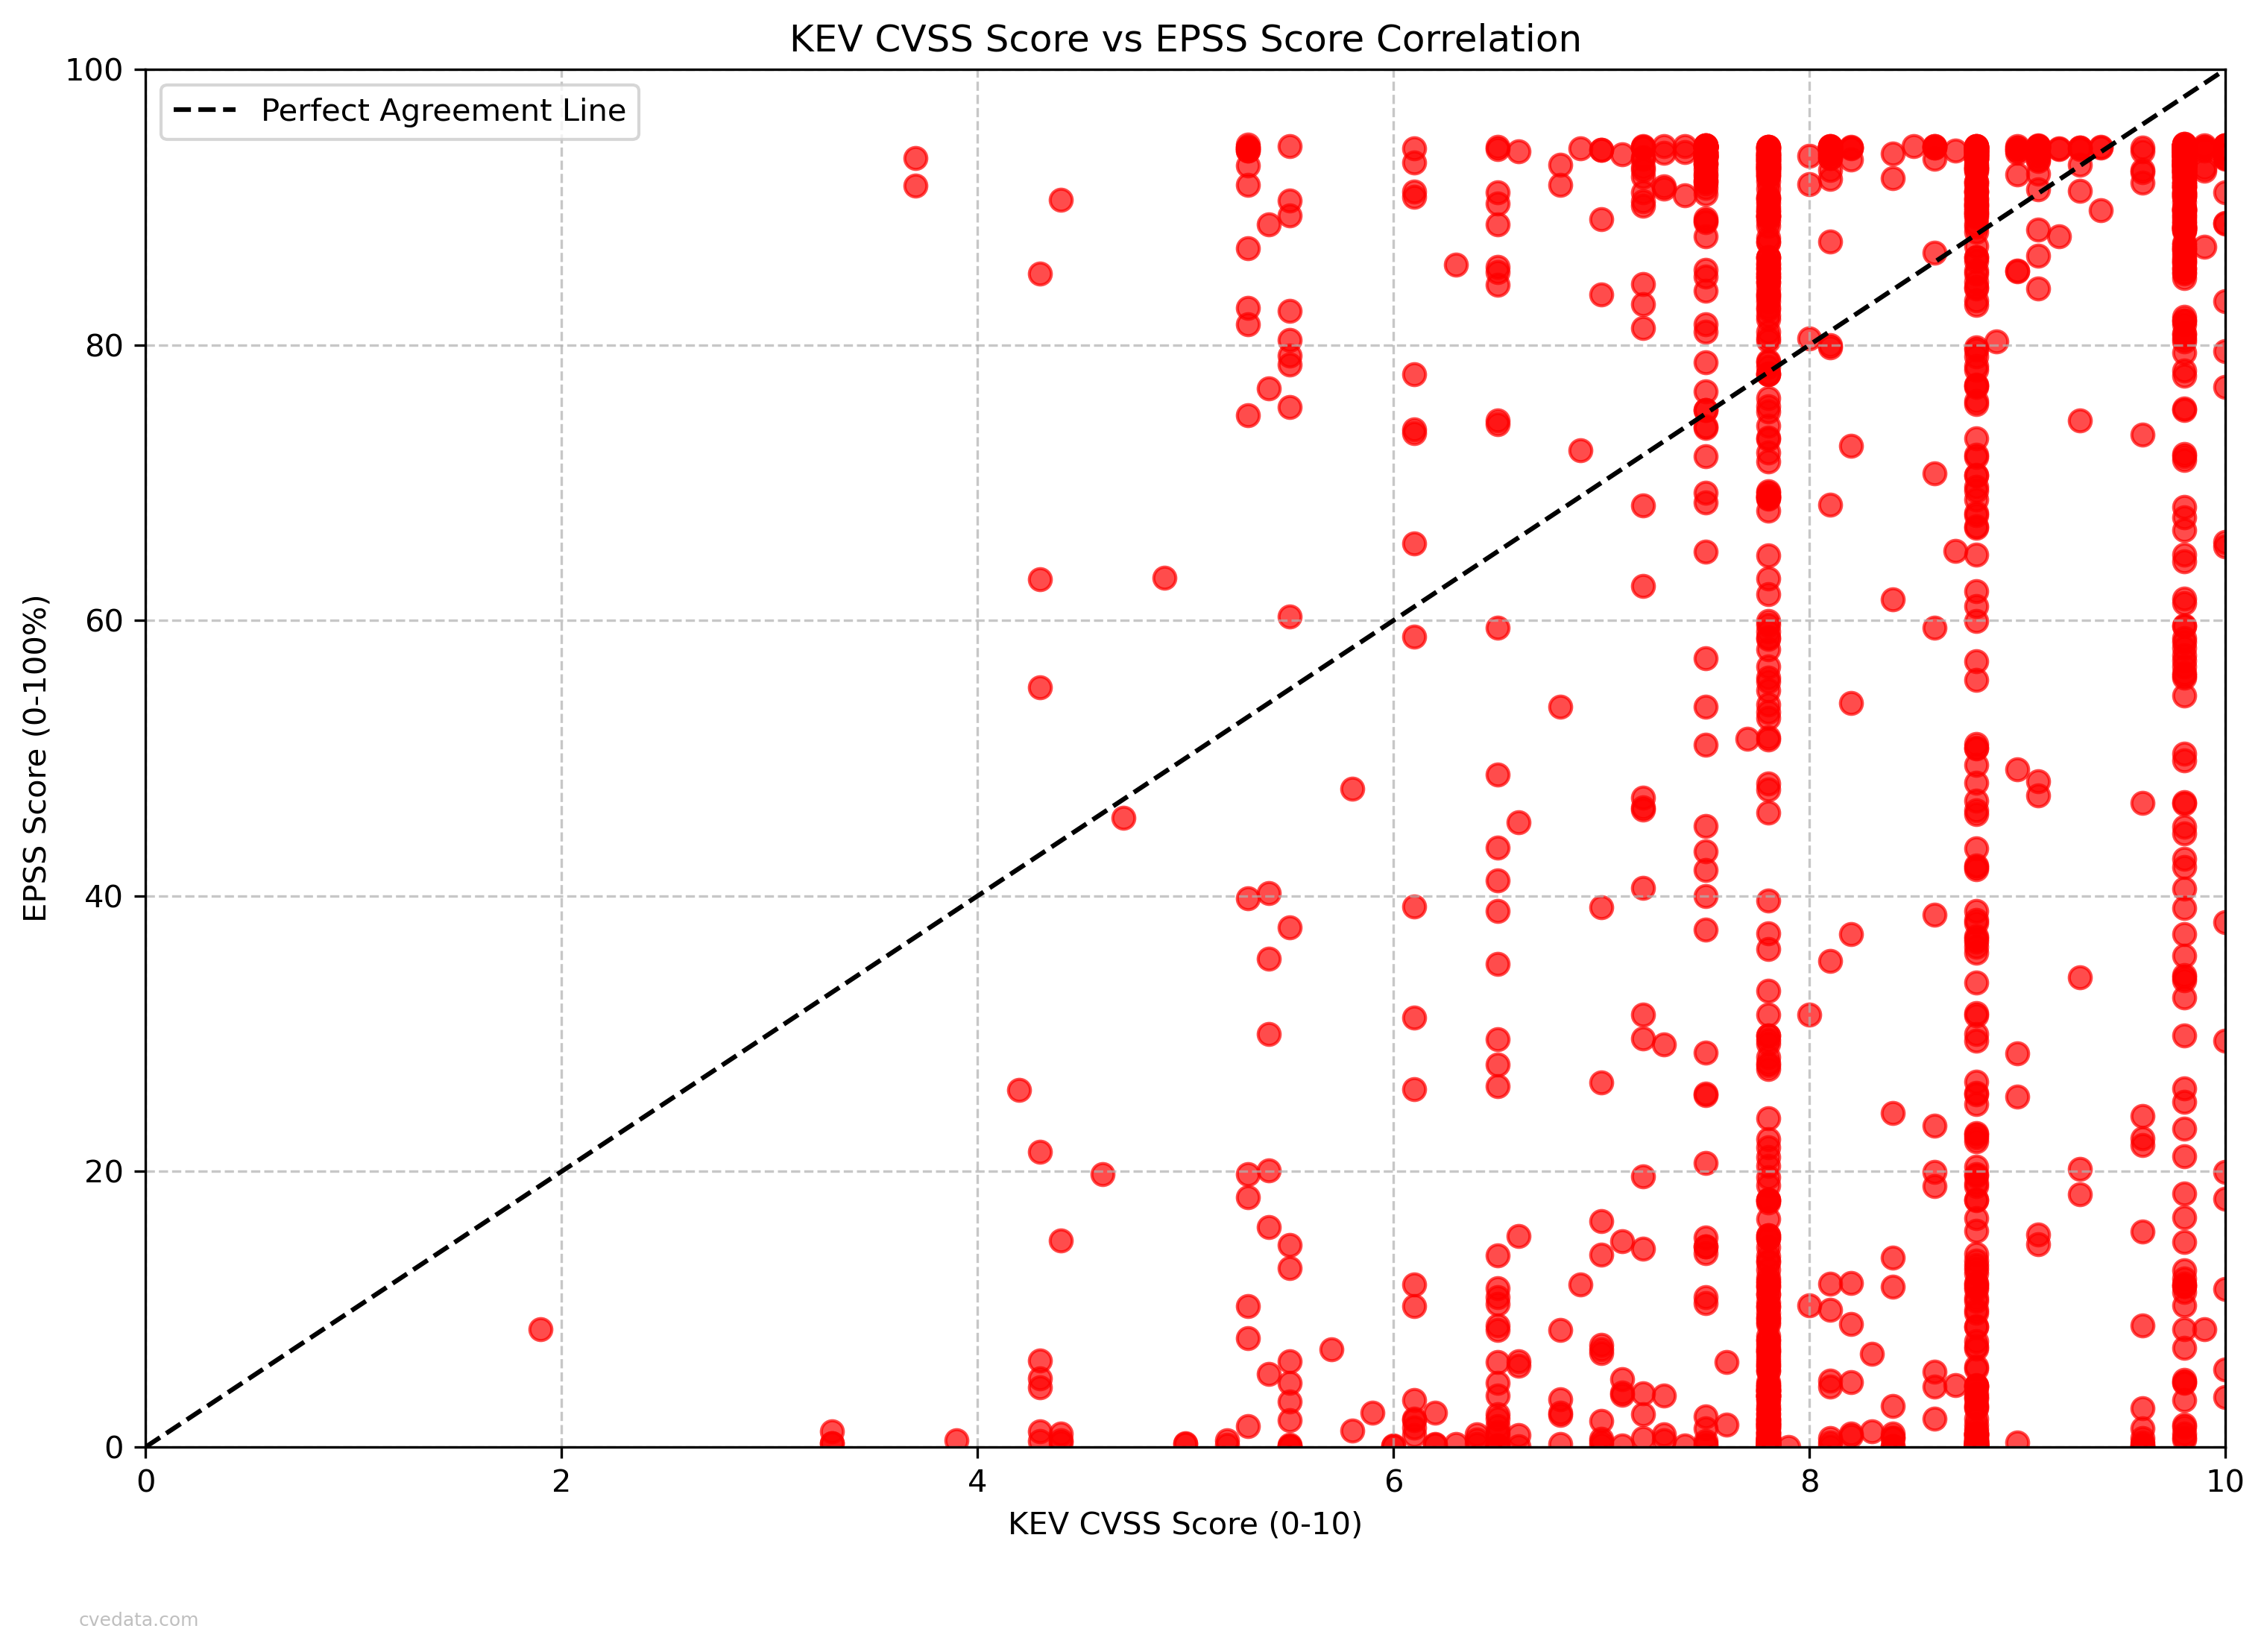 KEV CVSS Score vs EPSS Score Correlation
Perfect Agreement Line
EPSS Score (0-100%)
100
80
60
40
20
0
0 2 4 6 8 10
KEV CVSS Score (0-10)
cvedata.com